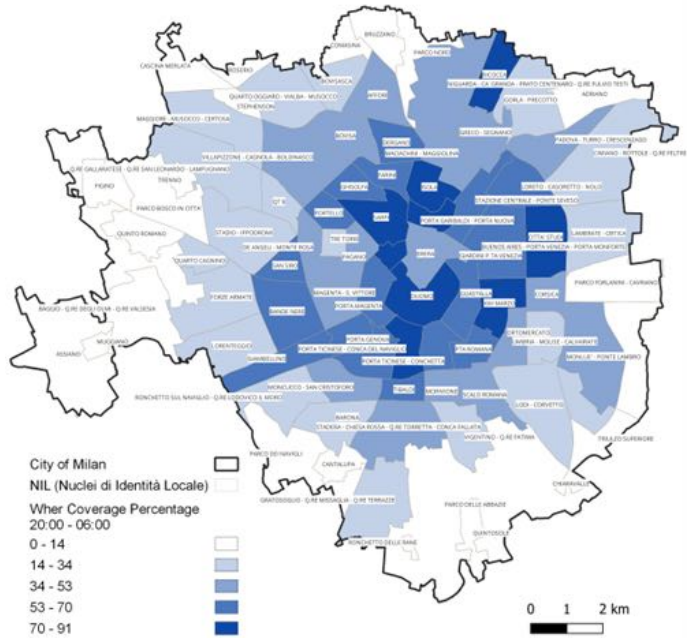 BRUZZANO
COMASINA
PARCO NORD
CASCINA MERLATA
ROSERIO
BICOCCA
BOVISASCA
NIGUARDA - CA' GRANDA - PRATO CENTENARO - Q.RE FULVIO TESTI
QUARTO OGGIARO - VIALBA - MUSOCCO
AFFORI
ADRIANO
STEPHENSON
GORLA - PRECOTTO
MAGGIORE - MUSOCCO - CERTOSA
GRECO - SEGNANO
BOVISA
DERGANO
PADOVA - TURRO - CRESCENZAGO
MACIACHINI - MAGGIOLINA
CIMIANO - ROTTOLE - Q.RE FELTRE
VILLAPIZZONE - CAGNOLA - BOLDINASCO
Q.RE GALLARATESE - Q.RE SAN LEONARDO - LAMPUGNANO
FARINI
TRENNO
GHISOLFA
ISOLA
LORETO - CASORETTO - NOLO
FIGINO
STAZIONE CENTRALE - PONTE SEVESO
QT 8
PARCO BOSCO IN CITTÀ
PORTELLO
SARPI
PORTA GARIBALDI - PORTA NUOVA
QUINTO ROMANO
STADIO - IPPODROMI
TRE TORRI
CITTA' STUDI
LAMBRATE - ORTICA
DE ANGELI - MONTE ROSA
BUENOS AIRES - PORTA VENEZIA - PORTA MONFORTE
PAGANO
BRERA
GIARDINI P.TA VENEZIA
QUARTO CAGNINO
SAN SIRO
PARCO FORLANINI - CAVRIANO
FORZE ARMATE
MAGENTA - S. VITTORE
DUOMO
GUASTALLA
CORSICA
BAGGIO - Q.RE DEGLI OLMI - Q.RE VALSESIA
BANDE NERE
PORTA MAGENTA
XXII MARZO
MUGGIANO
ORTOMERCATO
LORENTEGGIO
PORTA GENOVA
UMBRIA - MOLISE - CALVAIRATE
ASSIANO
PORTA TICINESE - CONCA DEL NAVIGLIO
P.TA ROMANA
GIAMBELLINO
PORTA TICINESE - CONCHETTA
MONLUE' - PONTE LAMBRO
MONCUCCO - SAN CRISTOFORO
TIBALDI
MORIVIONE
SCALO ROMANA
RONCHETTO SUL NAVIGLIO - Q.RE LODOVICO IL MORO
LODI - CORVETTO
BARONA
STADERA - CHIESA ROSSA - Q.RE TORRETTA - CONCA FALLATA
VIGENTINO - Q.RE FATIMA
TRIULZO SUPERIORE
PARCO DEI NAVIGLI
CANTALUPA
CHIARAVALLE
GRATOSOGLIO - Q.RE MISSAGLIA - Q.RE TERRAZZE
PARCO DELLE ABBAZIE
QUINTOSOLE
RONCHETTO DELLE RANE
City of Milan
NIL (Nuclei di Identità Locale)
Wher Coverage Percentage
20:00 - 06:00
0 - 14
14 - 34
34 - 53
53 - 70
70 - 91
0 1 2 km